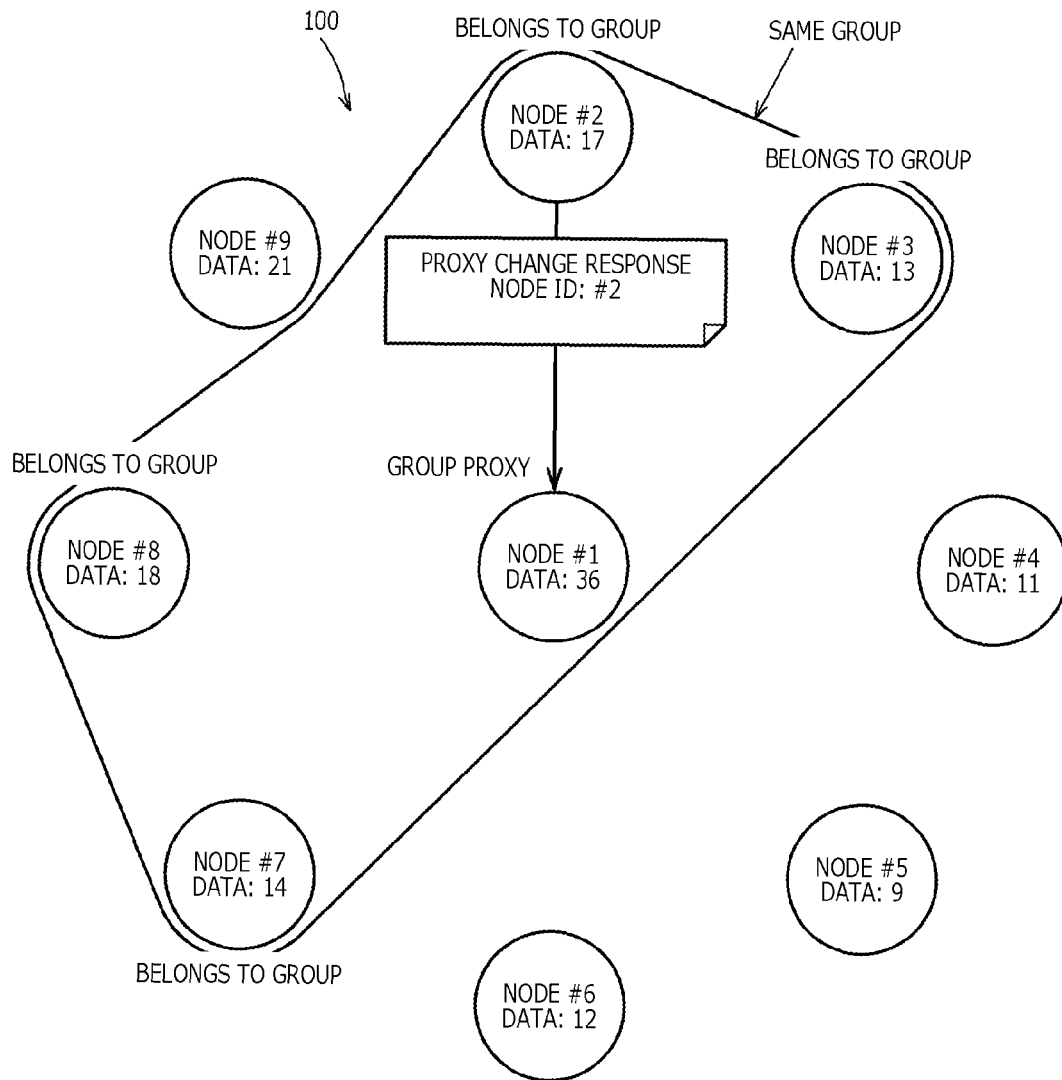 100
BELONGS TO GROUP
SAME GROUP
NODE #2
DATA: 17
BELONGS TO GROUP
NODE #9
DATA: 21
NODE #3
DATA: 13
PROXY CHANGE RESPONSE
NODE ID: #2
BELONGS TO GROUP
GROUP PROXY
NODE #8
DATA: 18
NODE #1
DATA: 36
NODE #4
DATA: 11
NODE #7
DATA: 14
NODE #5
DATA: 9
BELONGS TO GROUP
NODE #6
DATA: 12